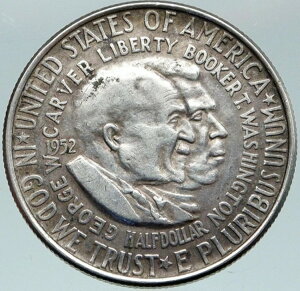 UNITED STATES OF AMERICA
E PLURIBUS UNUM
IN GOD WE TRUST
GEORGE W. CARVER LIBERTY BOOKER T. WASHINGTON
1952
HALF DOLLAR